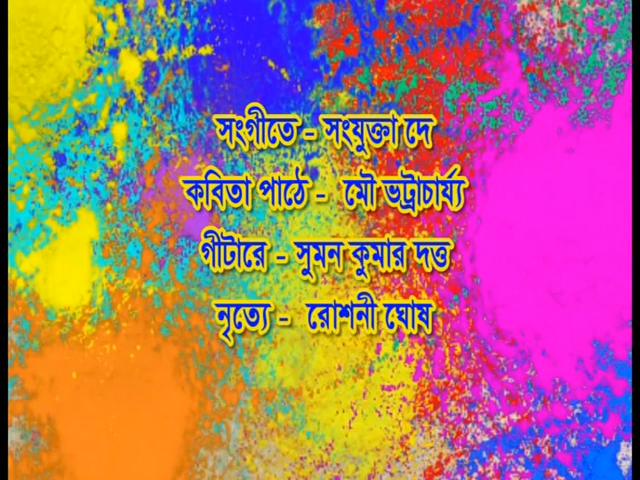 সংগীতে - সংযুক্তা দে
কবিতা পাঠে - মৌ ভট্রাচার্য্য
গীটারে - সুমন কুমার দত্ত
নৃত্যে - রোশনী ঘোষ